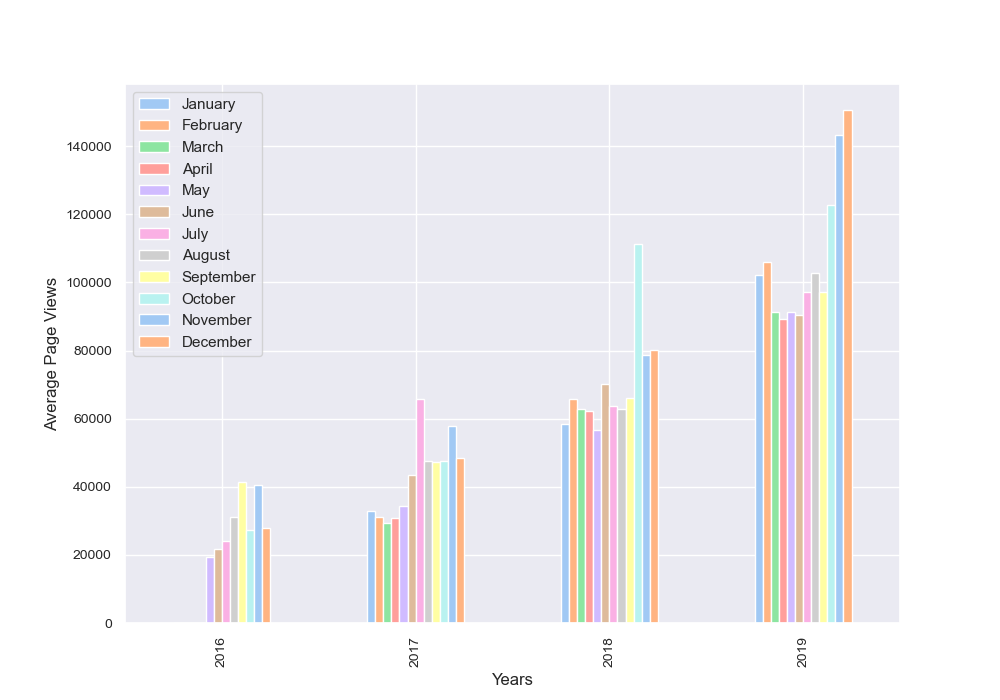 January
February
March
April
May
June
July
August
September
October
November
December
140000
120000
100000
80000
60000
40000
20000
0
Average Page Views
2016
2017
2018
2019
Years